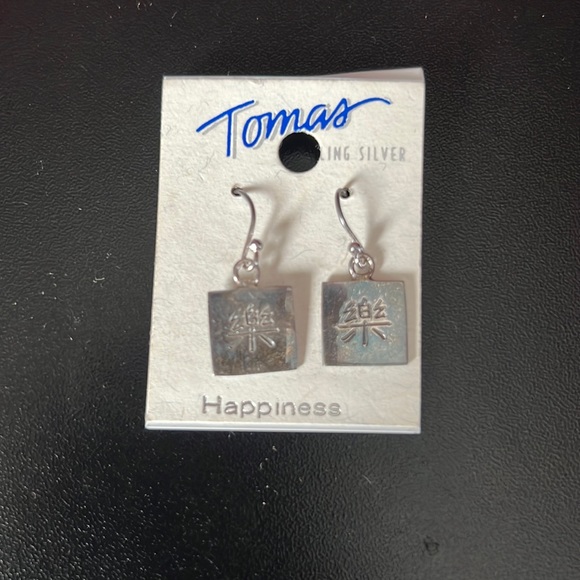 Tomas
LING SILVER
樂 樂
Happiness